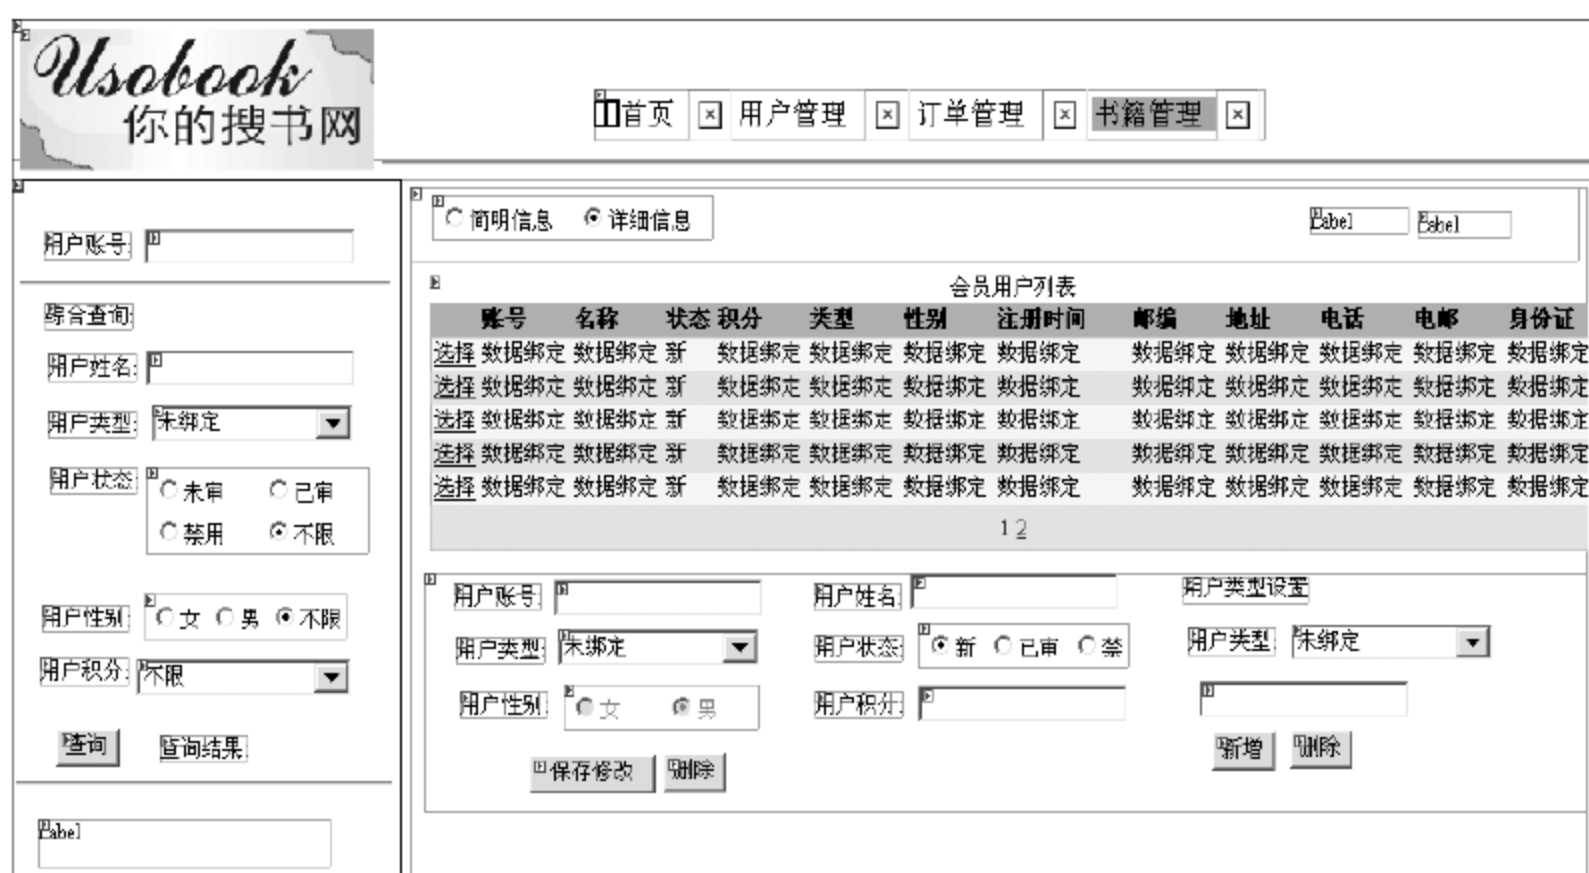 Usobook
你的搜书网
首页 用户管理 订单管理 书籍管理
用户账号:
综合查询:
用户姓名:
用户类型: 未绑定
用户状态: 未审 已审
禁用 不限
用户性别: 女 男 不限
用户积分: 不限
查询 查询结果:
Label
简明信息 详细信息 Label Label
会员用户列表
账号 名称 状态 积分 类型 性别 注册时间 邮编 地址 电话 电邮 身份证
选择 数据绑定 数据绑定 新 数据绑定 数据绑定 数据绑定 数据绑定 数据绑定 数据绑定 数据绑定 数据绑定 数据绑定
选择 数据绑定 数据绑定 新 数据绑定 数据绑定 数据绑定 数据绑定 数据绑定 数据绑定 数据绑定 数据绑定 数据绑定
选择 数据绑定 数据绑定 新 数据绑定 数据绑定 数据绑定 数据绑定 数据绑定 数据绑定 数据绑定 数据绑定 数据绑定
选择 数据绑定 数据绑定 新 数据绑定 数据绑定 数据绑定 数据绑定 数据绑定 数据绑定 数据绑定 数据绑定 数据绑定
选择 数据绑定 数据绑定 新 数据绑定 数据绑定 数据绑定 数据绑定 数据绑定 数据绑定 数据绑定 数据绑定 数据绑定
1 2
用户账号: 用户姓名: 用户类型设置
用户类型: 未绑定 用户状态: 新 已审 禁 用户类型: 未绑定
用户性别: 女 男 用户积分:
保存修改 删除 新增 删除